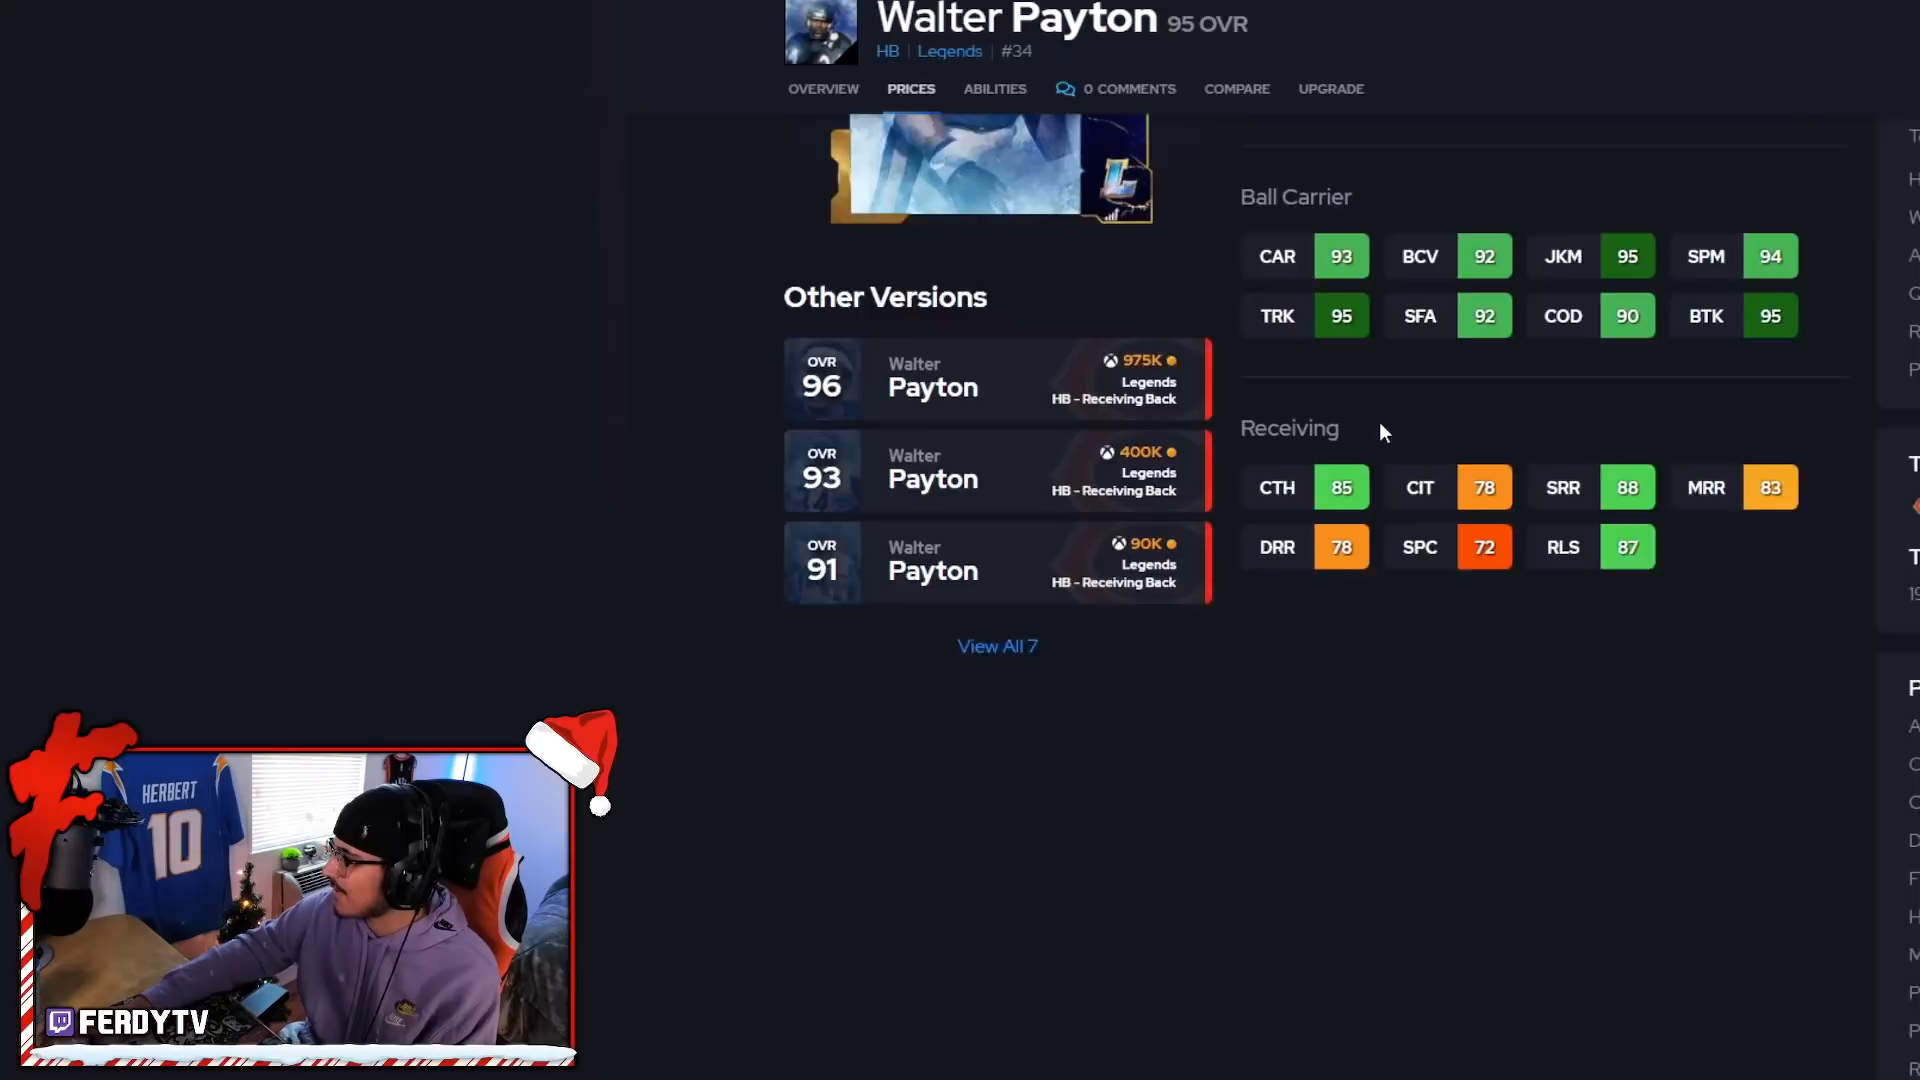 Walter Payton 95 OVR
HB | Legends | #34
OVERVIEW PRICES ABILITIES 0 COMMENTS COMPARE UPGRADE
Ball Carrier
CAR 93 BCV 92 JKM 95 SPM 94
TRK 95 SFA 92 COD 90 BTK 95
Other Versions
OVR 96 Walter Payton 975K Legends HB - Receiving Back
OVR 93 Walter Payton 400K Legends HB - Receiving Back
OVR 91 Walter Payton 90K Legends HB - Receiving Back
View All 7
Receiving
CTH 85 CIT 78 SRR 88 MRR 83
DRR 78 SPC 72 RLS 87
HERBERT
10
FERDYTV